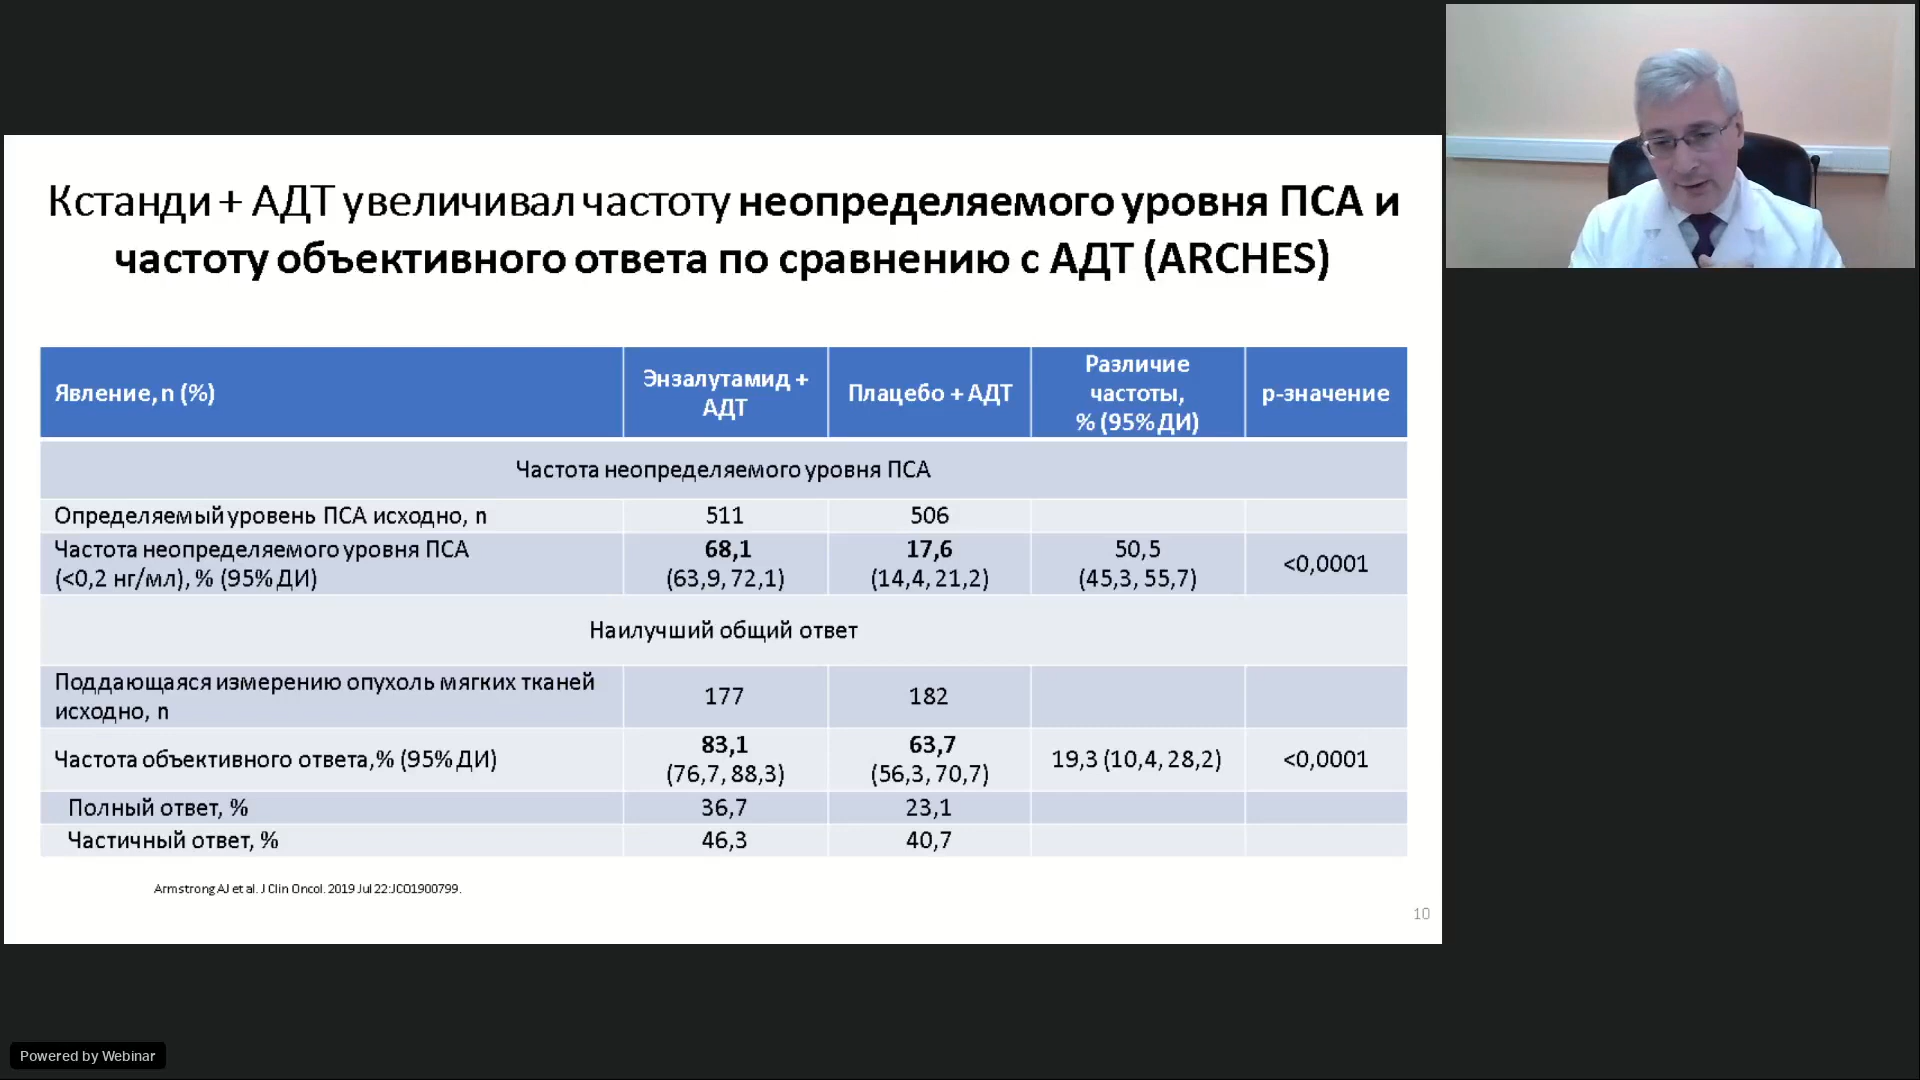 Кстанди + АДТ увеличивал частоту неопределяемого уровня ПСА и
частоту объективного ответа по сравнению с АДТ (ARCHES)
Явление, n (%)
Энзалутамид +
АДТ
Плацебо + АДТ
Различие
частоты,
% (95% ДИ)
p-значение
Частота неопределяемого уровня ПСА
Определяемый уровень ПСА исходно, n
511
506
Частота неопределяемого уровня ПСА
(<0,2 нг/мл), % (95% ДИ)
68,1
(63,9, 72,1)
17,6
(14,4, 21,2)
50,5
(45,3, 55,7)
<0,0001
Наилучший общий ответ
Поддающаяся измерению опухоль мягких тканей
исходно, n
177
182
Частота объективного ответа,% (95% ДИ)
83,1
(76,7, 88,3)
63,7
(56,3, 70,7)
19,3 (10,4, 28,2)
<0,0001
Полный ответ, %
36,7
23,1
Частичный ответ, %
46,3
40,7
Armstrong AJ et al. J Clin Oncol. 2019 Jul 22:JCO1900799.
10
Powered by Webinar